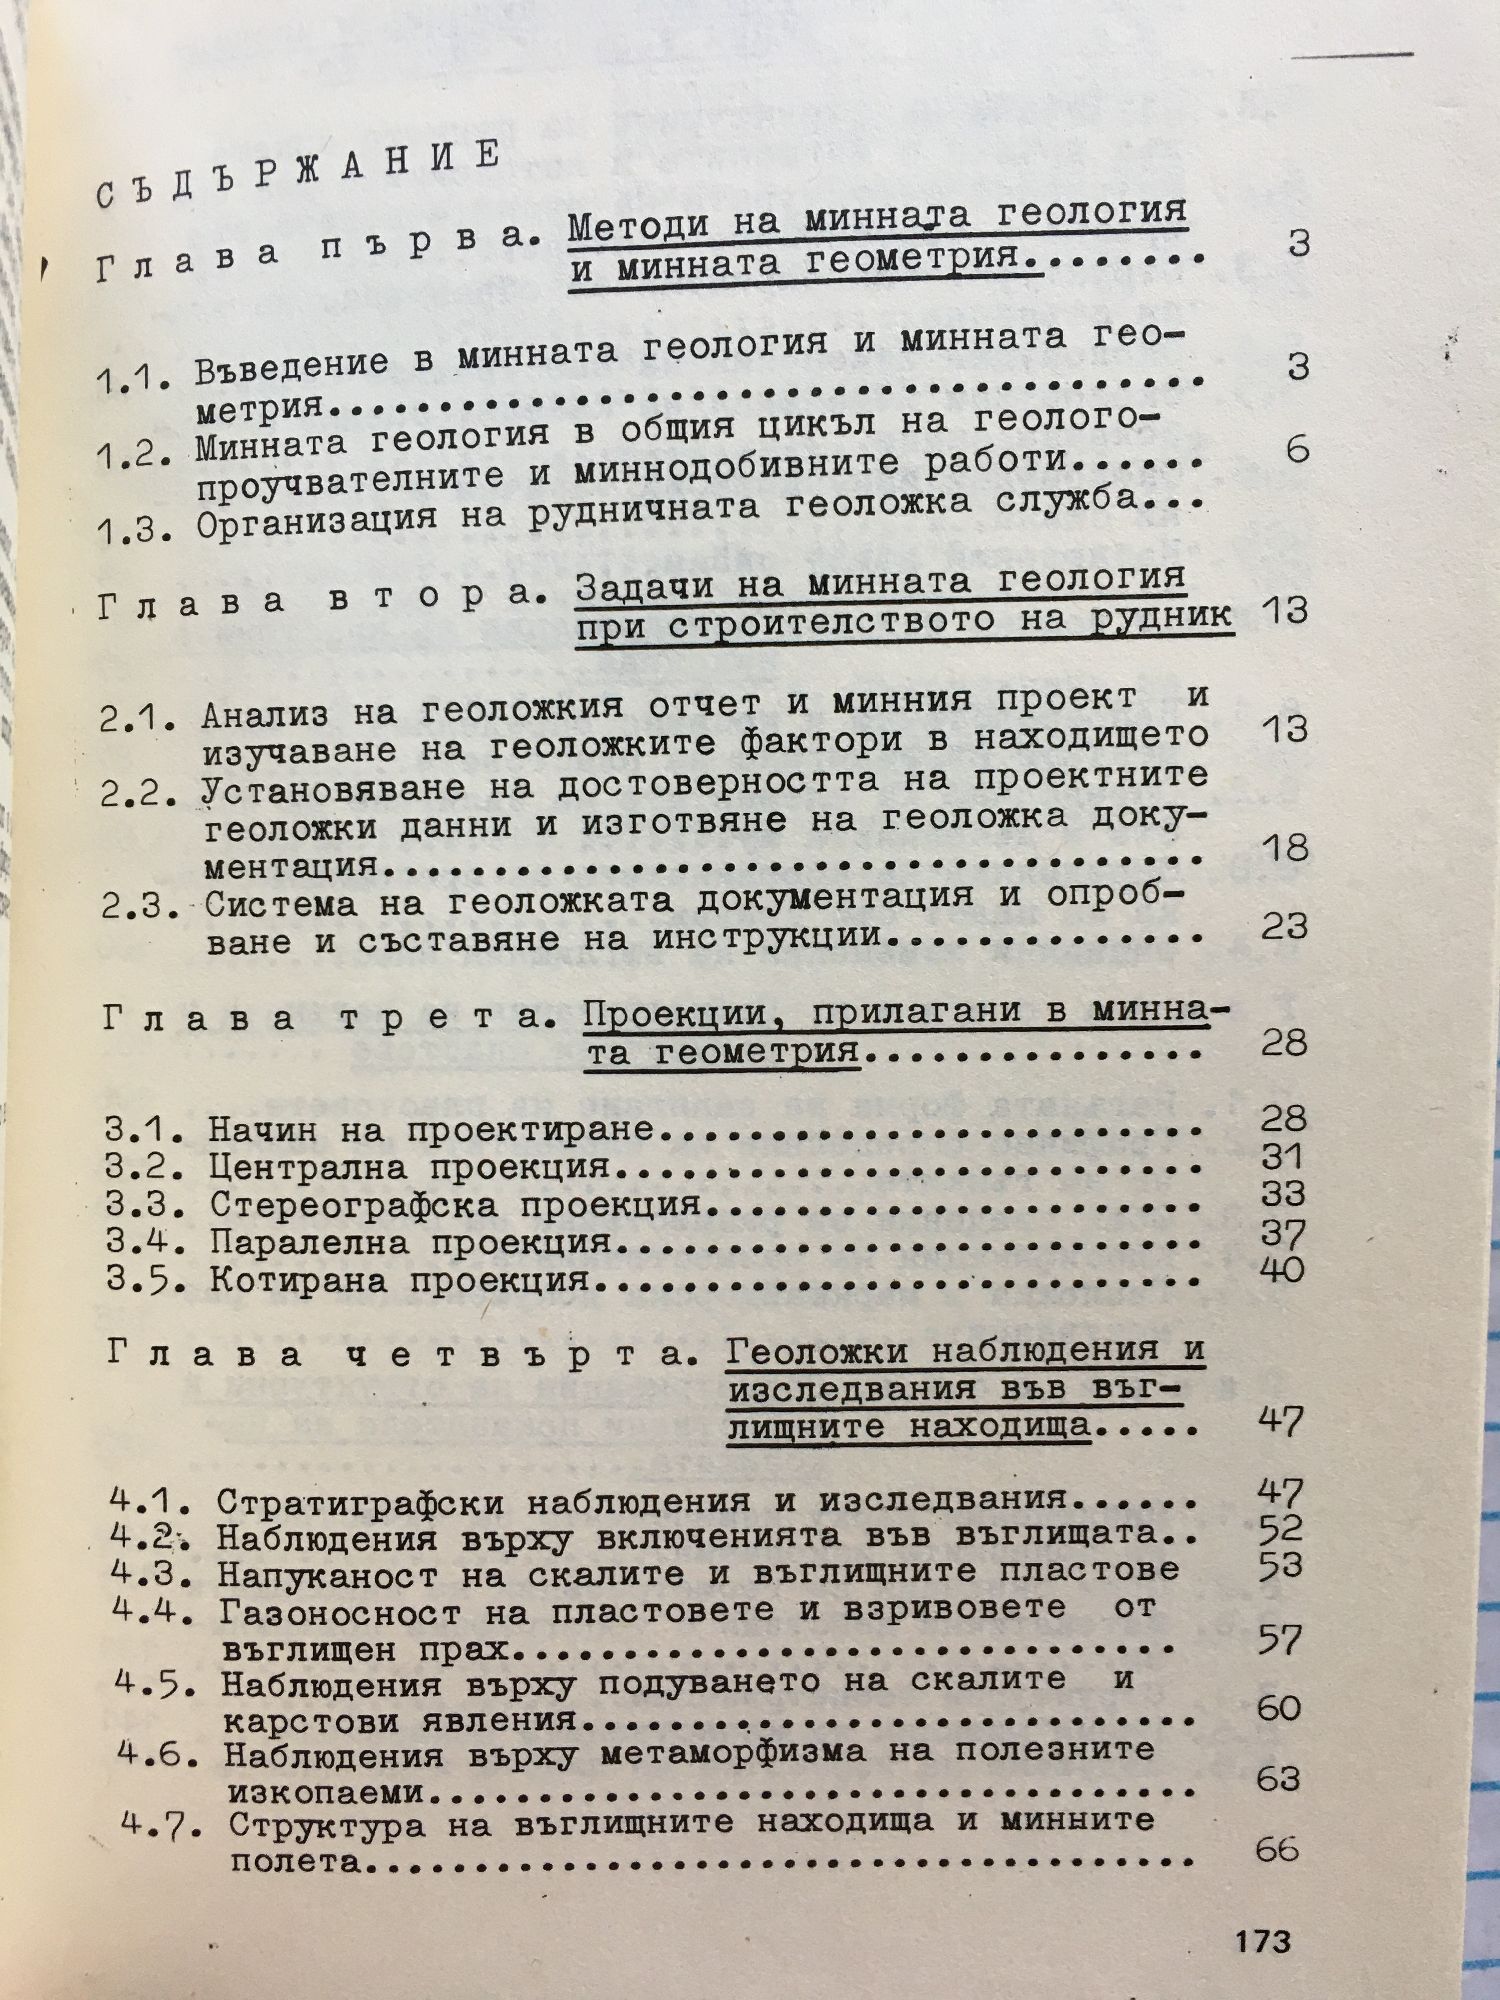 СЪДЪРЖАНИЕ
Глава първа. Методи на минната геология
и минната геометрия........ 3
1.1. Въведение в минната геология и минната гео-
метрия....................................... 3
1.2. Минната геология в общия цикъл на геолого-
проучвателните и миннодобивните работи...... 6
1.3. Организация на рудничната геоложка служба...
Глава втора. Задачи на минната геология
при строителството на рудник 13
2.1. Анализ на геоложкия отчет и минния проект и
изучаване на геоложките фактори в находището 13
2.2. Установяване на достоверността на проектните
геоложки данни и изготвяне на геоложка доку-
ментация..................................... 18
2.3. Система на геоложката документация и опроб-
ване и съставяне на инструкции.............. 23
Глава трета. Проекции, прилагани в минна-
та геометрия............... 28
3.1. Начин на проектиране........................ 28
3.2. Централна проекция.......................... 31
3.3. Стереографска проекция...................... 33
3.4. Паралелна проекция.......................... 37
3.5. Котирана проекция........................... 40
Глава четвърта. Геоложки наблюдения и
изследвания във въг-
лищните находища..... 47
4.1. Стратиграфски наблюдения и изследвания...... 47
4.2. Наблюдения върху включенията във въглищата.. 52
4.3. Напуканост на скалите и въглищните пластове 53
4.4. Газоносност на пластовете и взривовете от
въглищен прах.............................. 57
4.5. Наблюдения върху подуването на скалите и
карстови явления............................ 60
4.6. Наблюдения върху метаморфизма на полезните
изкопаеми................................... 63
4.7. Структура на въглищните находища и минните
полета...................................... 66
173